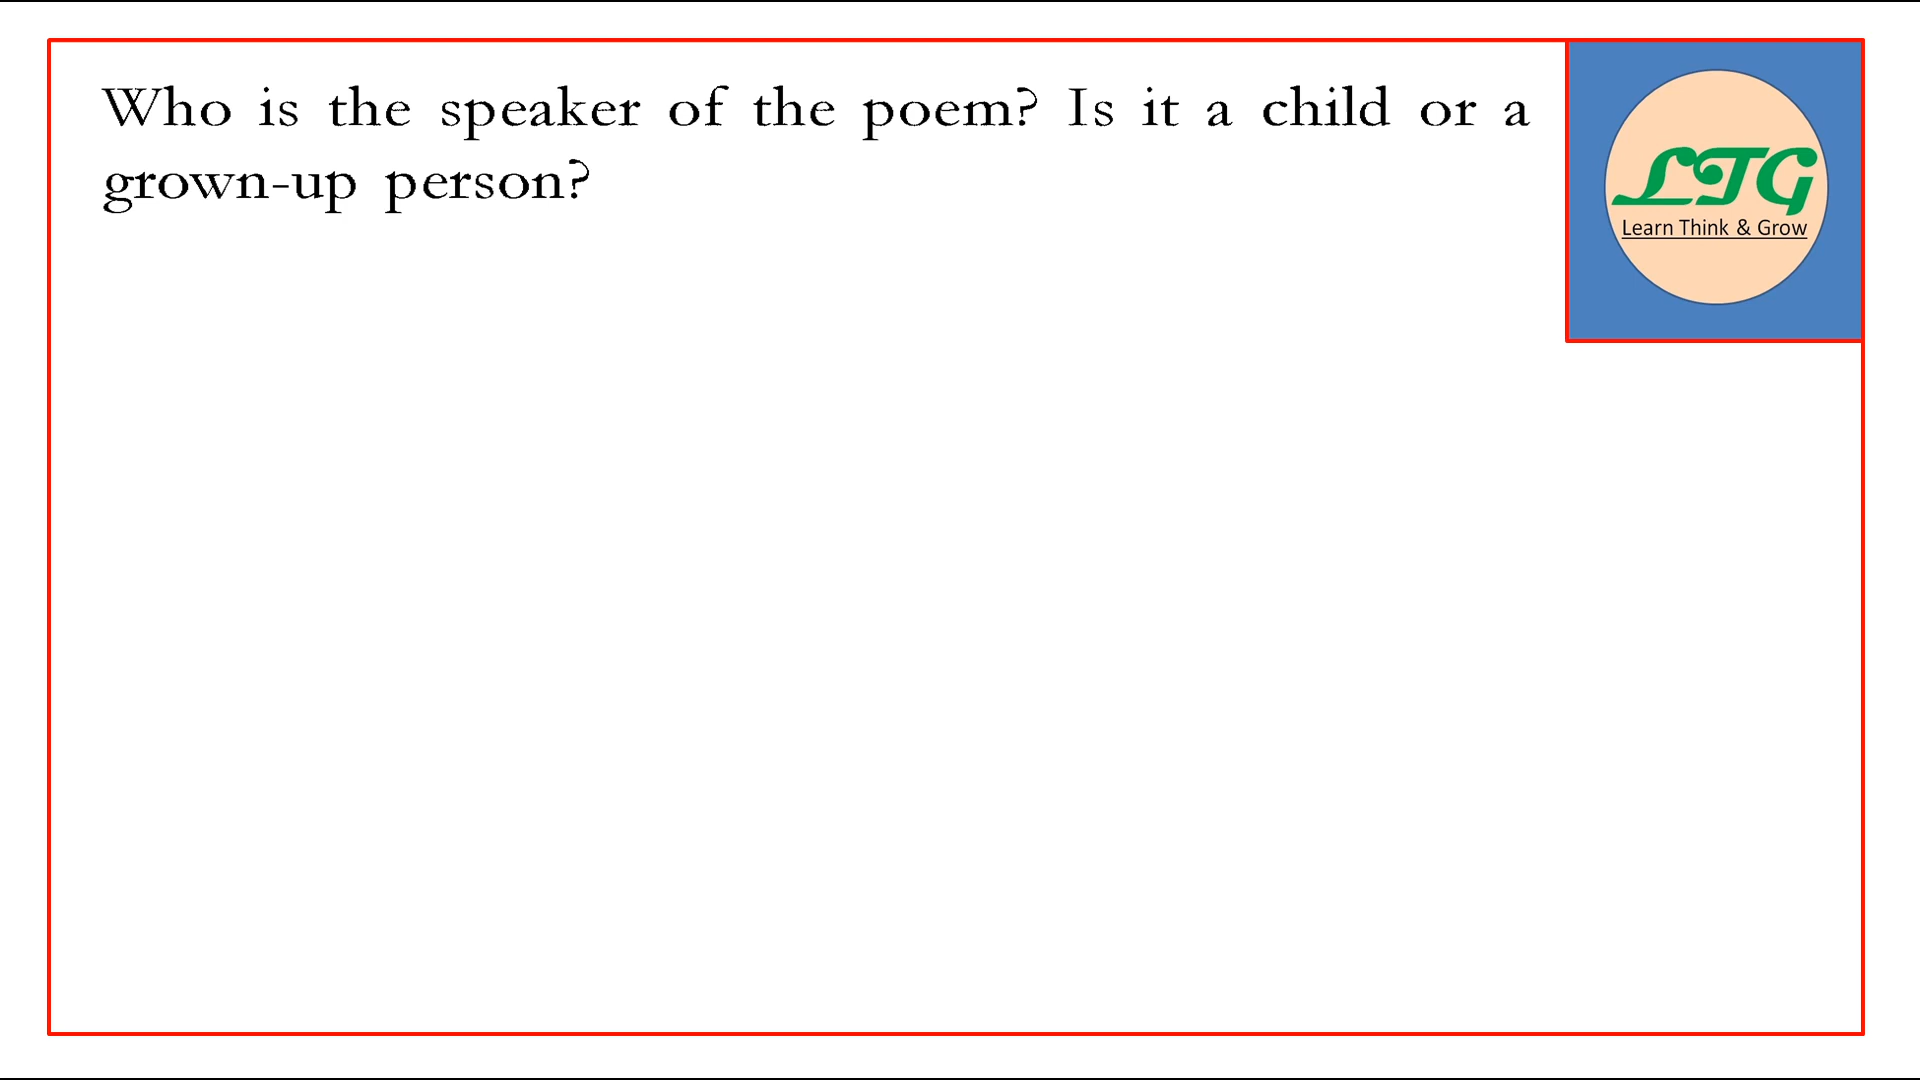 Who is the speaker of the poem? Is it a child or a
grown-up person?
LTG
Learn Think & Grow